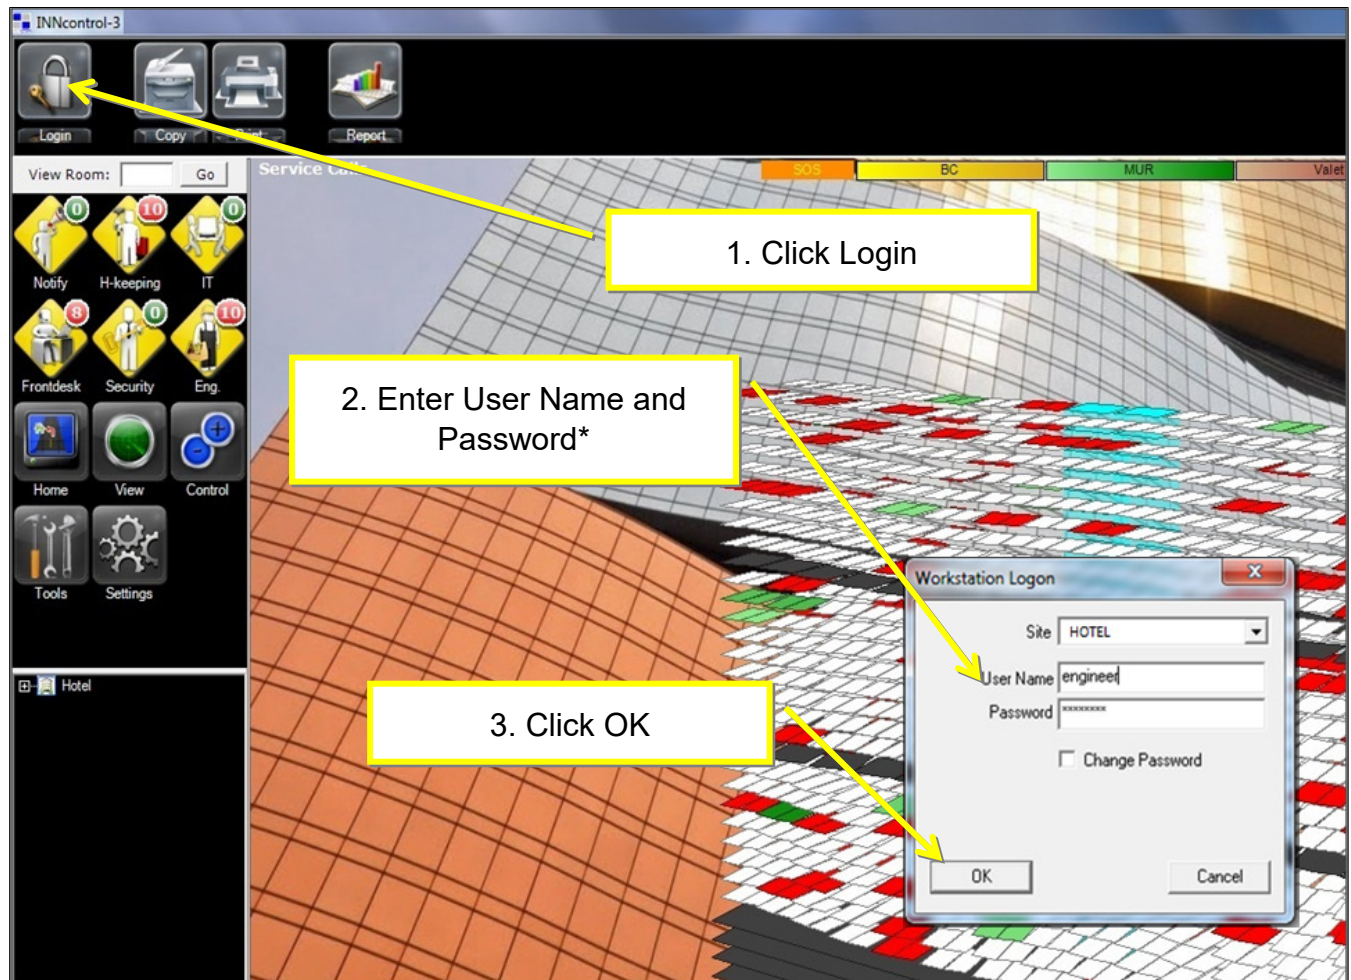 INNcontrol-3
Login
Copy
Print
Report
View Room:
Go
Service Calls
SOS
BC
MUR
Valet
0
10
0
Notify
H-keeping
IT
8
0
10
Frontdesk
Security
Eng.
Home
View
Control
Tools
Settings
Hotel
1. Click Login
2. Enter User Name and
Password*
3. Click OK
Workstation Logon
X
Site
HOTEL
User Name
engineer
Password
********
Change Password
OK
Cancel